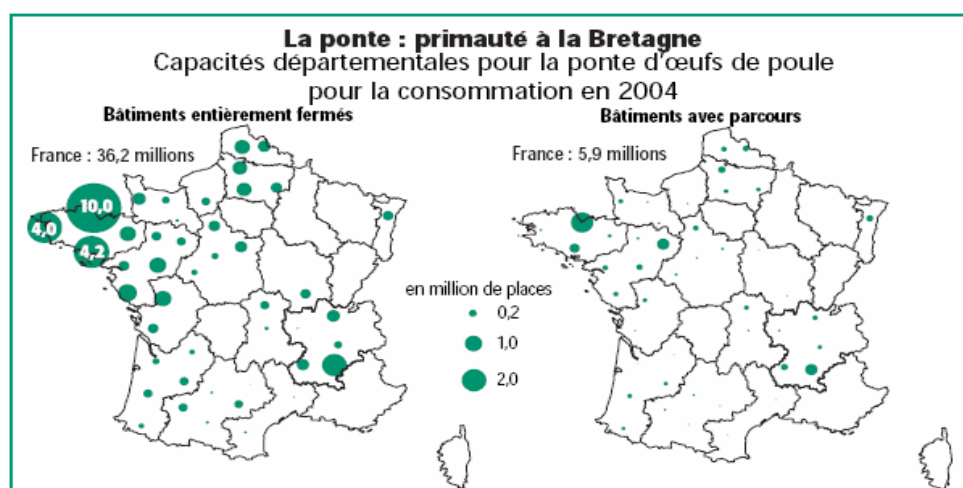 La ponte : primauté à la Bretagne
Capacités départementales pour la ponte d'œufs de poule
pour la consommation en 2004
Bâtiments entièrement fermés
Bâtiments avec parcours
France : 36,2 millions
France : 5,9 millions
10,0
4,0
4,2
en million de places
0,2
1,0
2,0